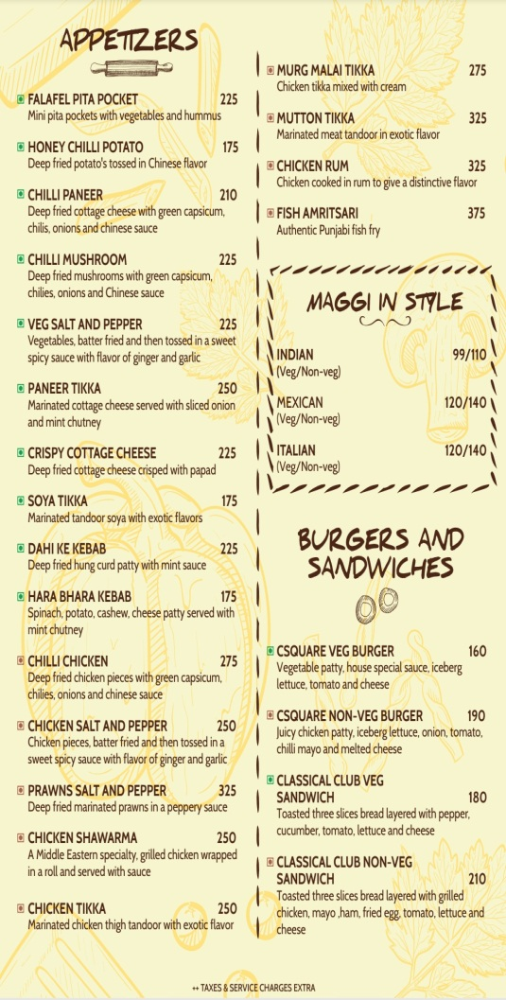 APPETIZERS
FALAFEL PITA POCKET 225
Mini pita pockets with vegetables and hummus
HONEY CHILLI POTATO 175
Deep fried potato's tossed in Chinese flavor
CHILLI PANEER 210
Deep fried cottage cheese with green capsicum,
chilis, onions and chinese sauce
CHILLI MUSHROOM 225
Deep fried mushrooms with green capsicum,
chilies, onions and Chinese sauce
VEG SALT AND PEPPER 225
Vegetables, batter fried and then tossed in a sweet
spicy sauce with flavor of ginger and garlic
PANEER TIKKA 250
Marinated cottage cheese served with sliced onion
and mint chutney
CRISPY COTTAGE CHEESE 225
Deep fried cottage cheese crisped with papad
SOYA TIKKA 175
Marinated tandoor soya with exotic flavors
DAHI KE KEBAB 225
Deep fried hung curd patty with mint sauce
HARA BHARA KEBAB 175
Spinach, potato, cashew, cheese patty served with
mint chutney
CHILLI CHICKEN 275
Deep fried chicken pieces with green capsicum,
chilies, onions and chinese sauce
CHICKEN SALT AND PEPPER 250
Chicken pieces, batter fried and then tossed in a
sweet spicy sauce with flavor of ginger and garlic
PRAWNS SALT AND PEPPER 325
Deep fried marinated prawns in a peppery sauce
CHICKEN SHAWARMA 250
A Middle Eastern specialty, grilled chicken wrapped
in a roll and served with sauce
CHICKEN TIKKA 250
Marinated chicken thigh tandoor with exotic flavor
MURG MALAI TIKKA 275
Chicken tikka mixed with cream
MUTTON TIKKA 325
Marinated meat tandoor in exotic flavor
CHICKEN RUM 325
Chicken cooked in rum to give a distinctive flavor
FISH AMRITSARI 375
Authentic Punjabi fish fry
MAGGI IN STYLE
INDIAN 99/110
(Veg/Non-veg)
MEXICAN 120/140
(Veg/Non-veg)
ITALIAN 120/140
(Veg/Non-veg)
BURGERS AND
SANDWICHES
CSQUARE VEG BURGER 160
Vegetable patty, house special sauce, iceberg
lettuce, tomato and cheese
CSQUARE NON-VEG BURGER 190
Juicy chicken patty, iceberg lettuce, onion, tomato,
chilli mayo and melted cheese
CLASSICAL CLUB VEG
SANDWICH 180
Toasted three slices bread layered with pepper,
cucumber, tomato, lettuce and cheese
CLASSICAL CLUB NON-VEG
SANDWICH 210
Toasted three slices bread layered with grilled
chicken, mayo ,ham, fried egg, tomato, lettuce and
cheese
++ TAXES & SERVICE CHARGES EXTRA